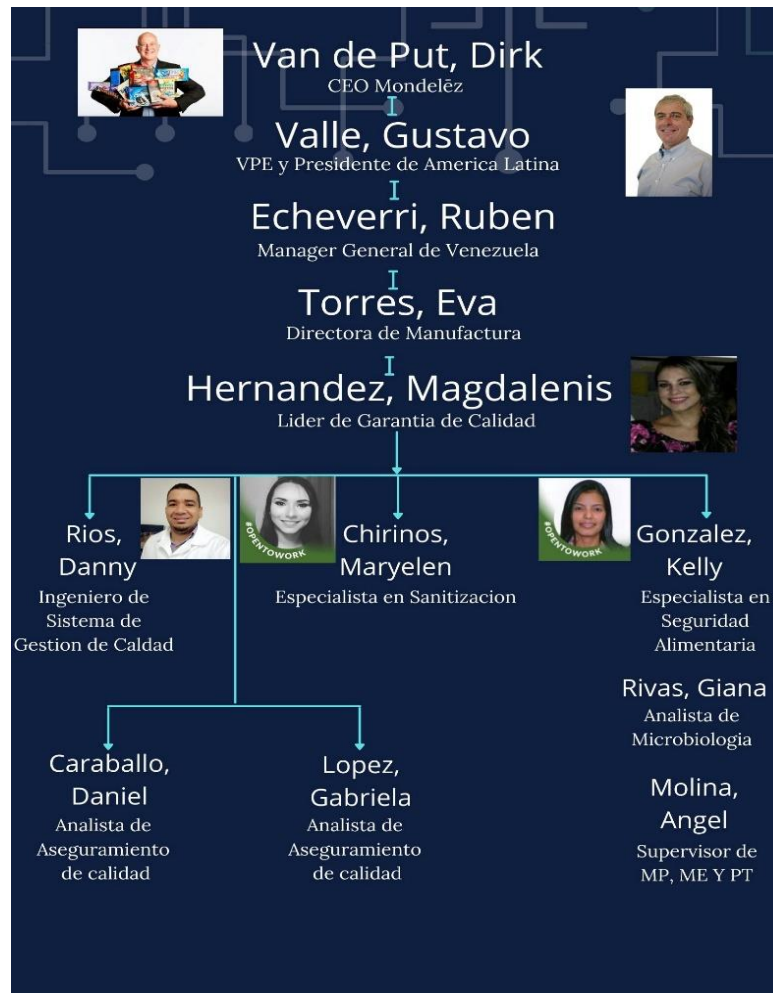 Van de Put, Dirk
CEO Mondelēz
Valle, Gustavo
VPE y Presidente de America Latina
Echeverri, Ruben
Manager General de Venezuela
Torres, Eva
Directora de Manufactura
Hernandez, Magdalenis
Lider de Garantia de Calidad
Rios,
Danny
Ingeniero de
Sistema de
Gestion de Caldad
#OPENTOWORK
Chirinos,
Maryelen
Especialista en Sanitizacion
#OPENTOWORK
Gonzalez,
Kelly
Especialista en
Seguridad
Alimentaria
Rivas, Giana
Analista de
Microbiologia
Molina,
Angel
Supervisor de
MP, ME Y PT
Caraballo,
Daniel
Analista de
Aseguramiento
de calidad
Lopez,
Gabriela
Analista de
Aseguramiento
de calidad